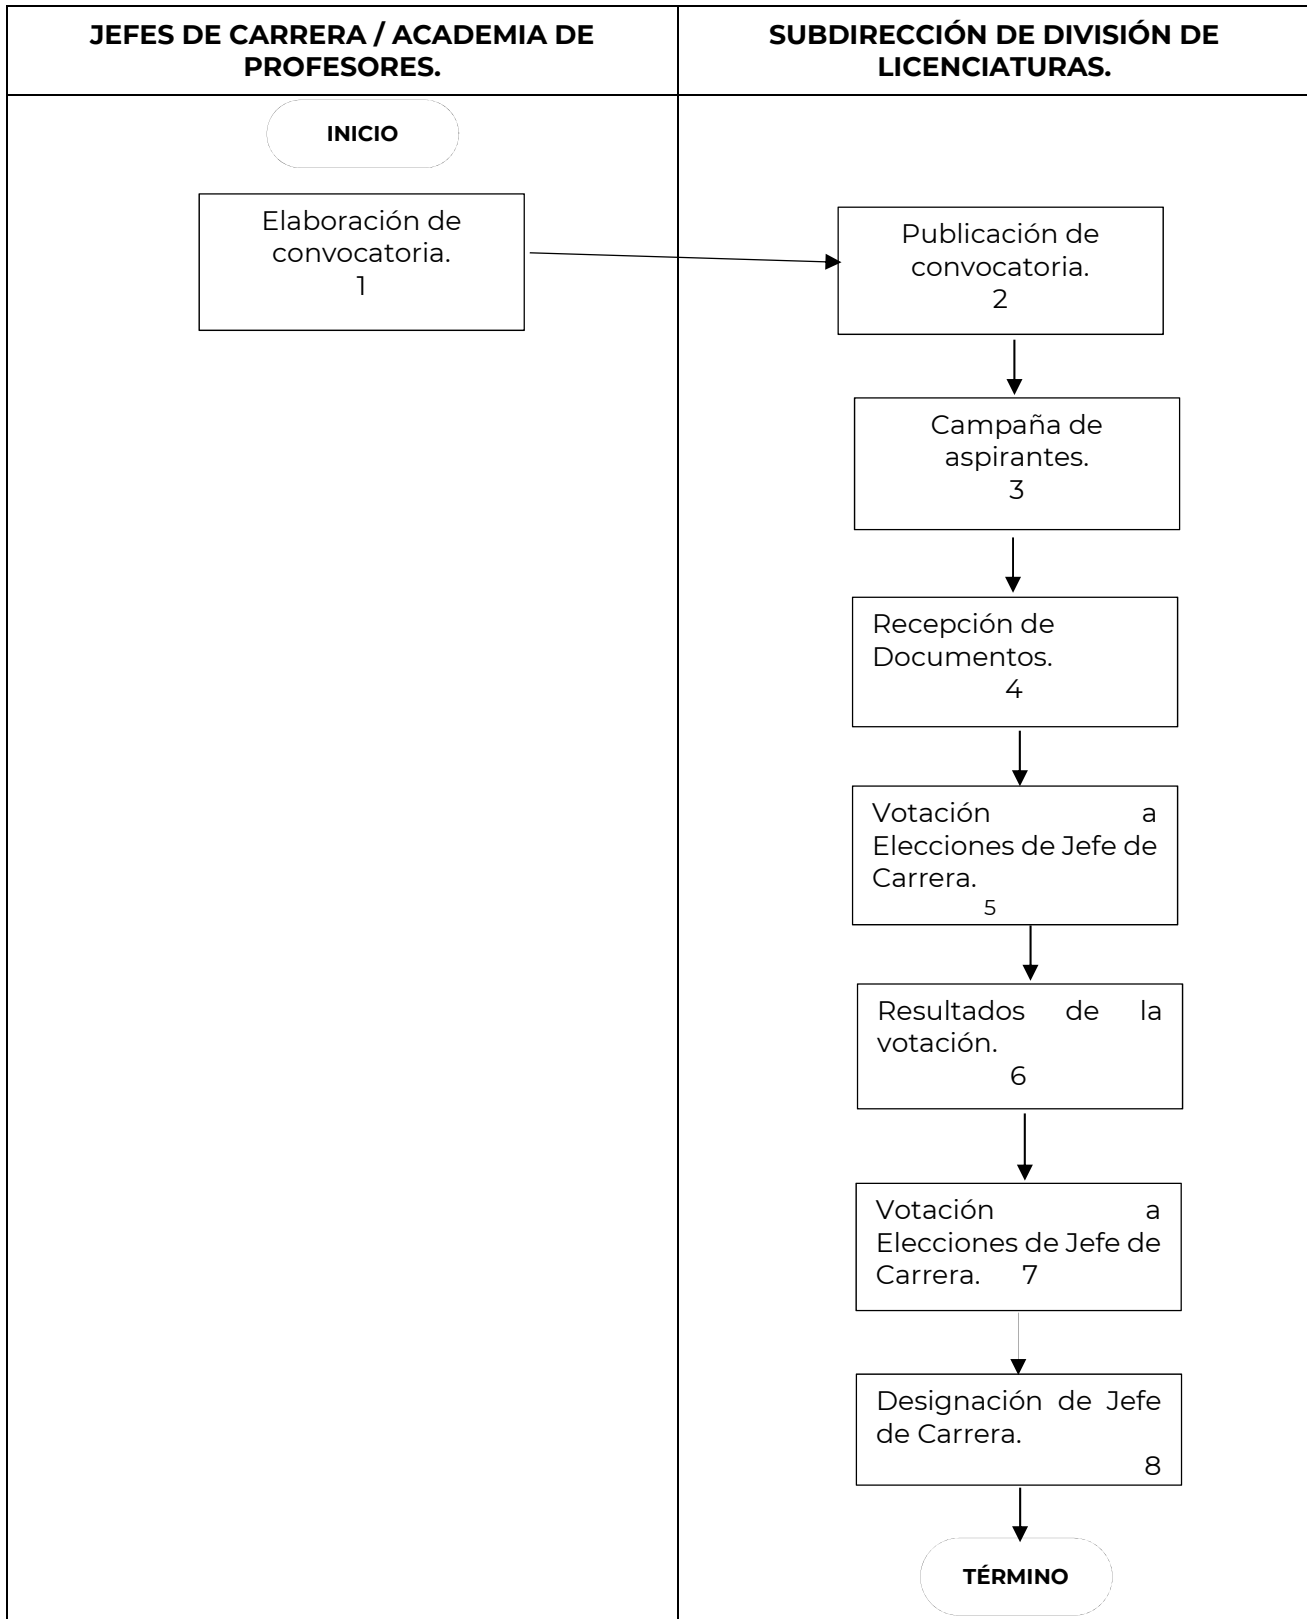 JEFES DE CARRERA / ACADEMIA DE
PROFESORES.
SUBDIRECCIÓN DE DIVISIÓN DE
LICENCIATURAS.
INICIO
Elaboración de
convocatoria.
1
Publicación de
convocatoria.
2
Campaña de
aspirantes.
3
Recepción de
Documentos.
4
Votación a
Elecciones de Jefe de
Carrera.
5
Resultados de la
votación.
6
Votación a
Elecciones de Jefe de
Carrera. 7
Designación de Jefe
de Carrera.
8
TÉRMINO